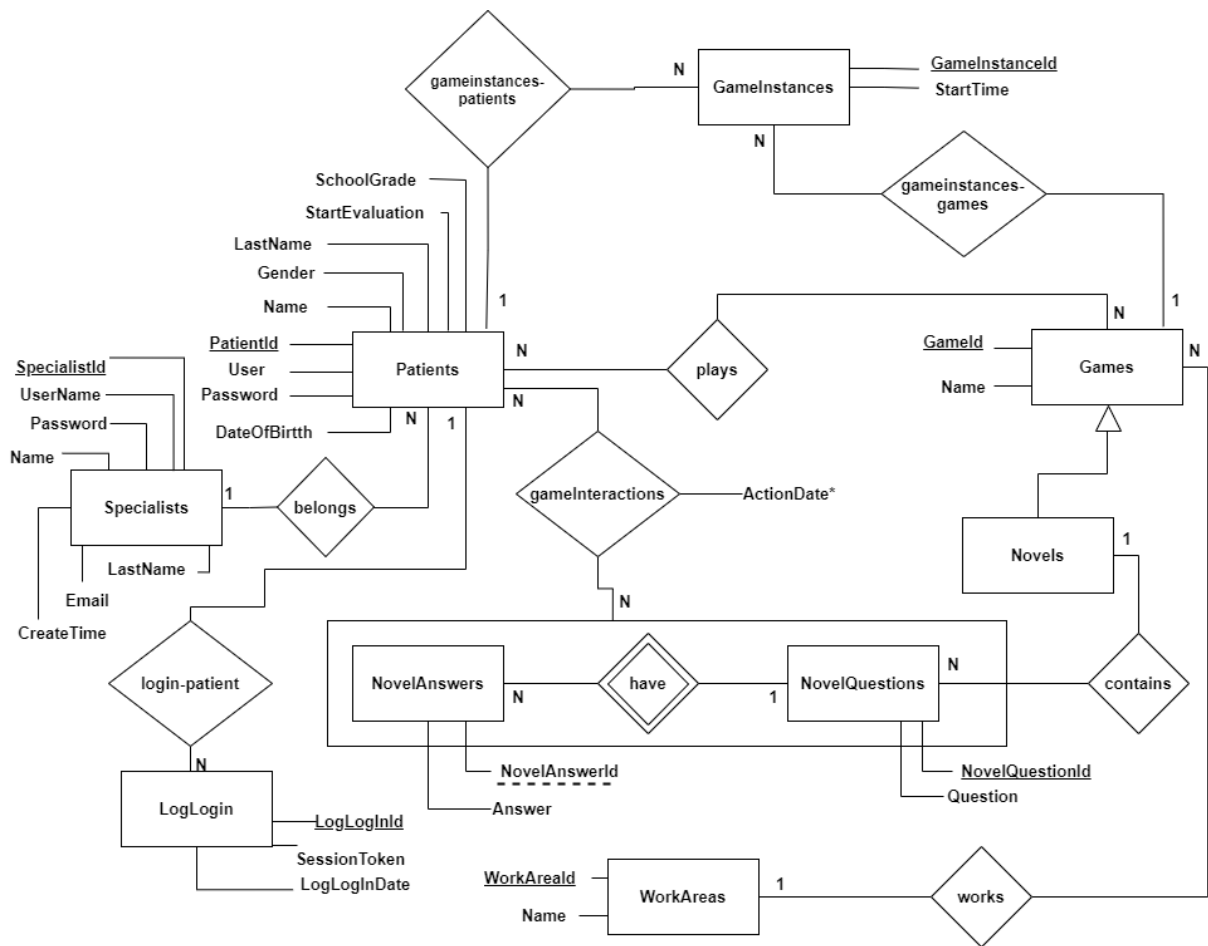 gameinstances-
patients
N
GameInstances
GameInstanceId
StartTime
N
gameinstances-
games
SchoolGrade
StartEvaluation
LastName
Gender
Name
1
1
N
PatientId
User
Password
DateOfBirtth
Patients
N
plays
GameId
Name
Games
N
SpecialistId
UserName
Password
Name
N
1
N
Specialists
1
belongs
gameInteractions
ActionDate*
Novels
1
LastName
Email
CreateTime
N
login-patient
NovelAnswers
N
have
1
NovelQuestions
N
contains
N
LogLogin
NovelAnswerId
Answer
NovelQuestionId
Question
LogLogInId
SessionToken
LogLogInDate
WorkAreaId
Name
WorkAreas
1
works